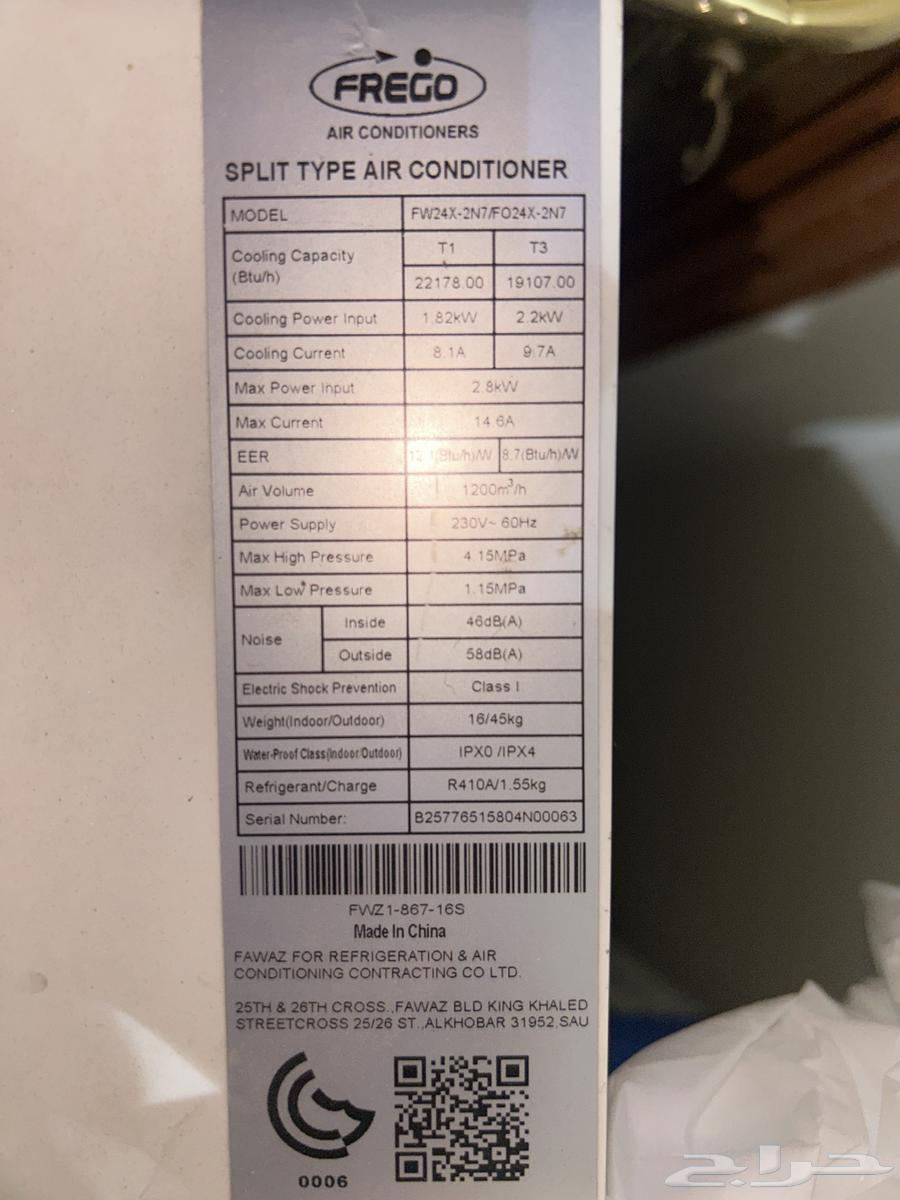 FREGO
AIR CONDITIONERS
SPLIT TYPE AIR CONDITIONER
MODEL FW24X-2N7/FO24X-2N7
Cooling Capacity (Btu/h) T1 T3
22178.00 19107.00
Cooling Power Input 1.82kW 2.2kW
Cooling Current 8.1A 9.7A
Max Power Input 2.8kW
Max Current 14.6A
EER 12.1(Btu/h)/W 8.7(Btu/h)/W
Air Volume 1200m³/h
Power Supply 230V~ 60Hz
Max High Pressure 4.15MPa
Max Low Pressure 1.15MPa
Noise Inside 46dB(A)
Outside 58dB(A)
Electric Shock Prevention Class I
Weight(Indoor/Outdoor) 16/45kg
Water-Proof Class(Indoor/Outdoor) IPX0 /IPX4
Refrigerant/Charge R410A/1.55kg
Serial Number: B25776515804N00063
FWZ1-867-16S
Made In China
FAWAZ FOR REFRIGERATION & AIR
CONDITIONING CONTRACTING CO LTD.
25TH & 26TH CROSS.,FAWAZ BLD KING KHALED
STREETCROSS 25/26 ST.,ALKHOBAR 31952,SAU
0006
حراج